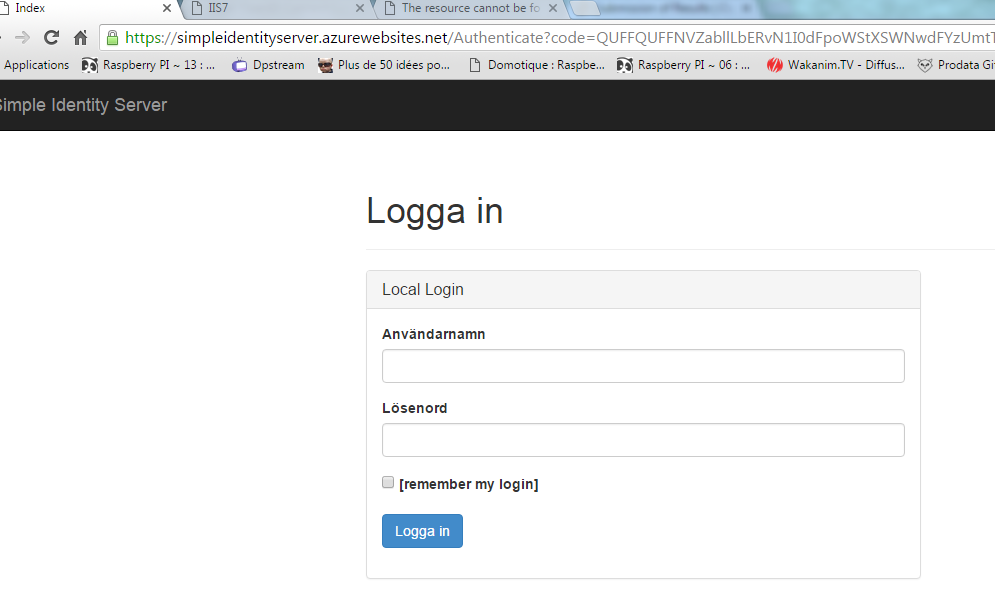 Index IIS7 The resource cannot be fo
https://simpleidentityserver.azurewebsites.net/Authenticate?code=
Applications Raspberry PI ~ 13 : ... Dpstream Plus de 50 idées po... Domotique : Raspbe... Raspberry PI ~ 06 : ... Wakanim.TV - Diffus... Prodata Gi
Simple Identity Server
Logga in
Local Login
Användarnamn
Lösenord
[remember my login]
Logga in